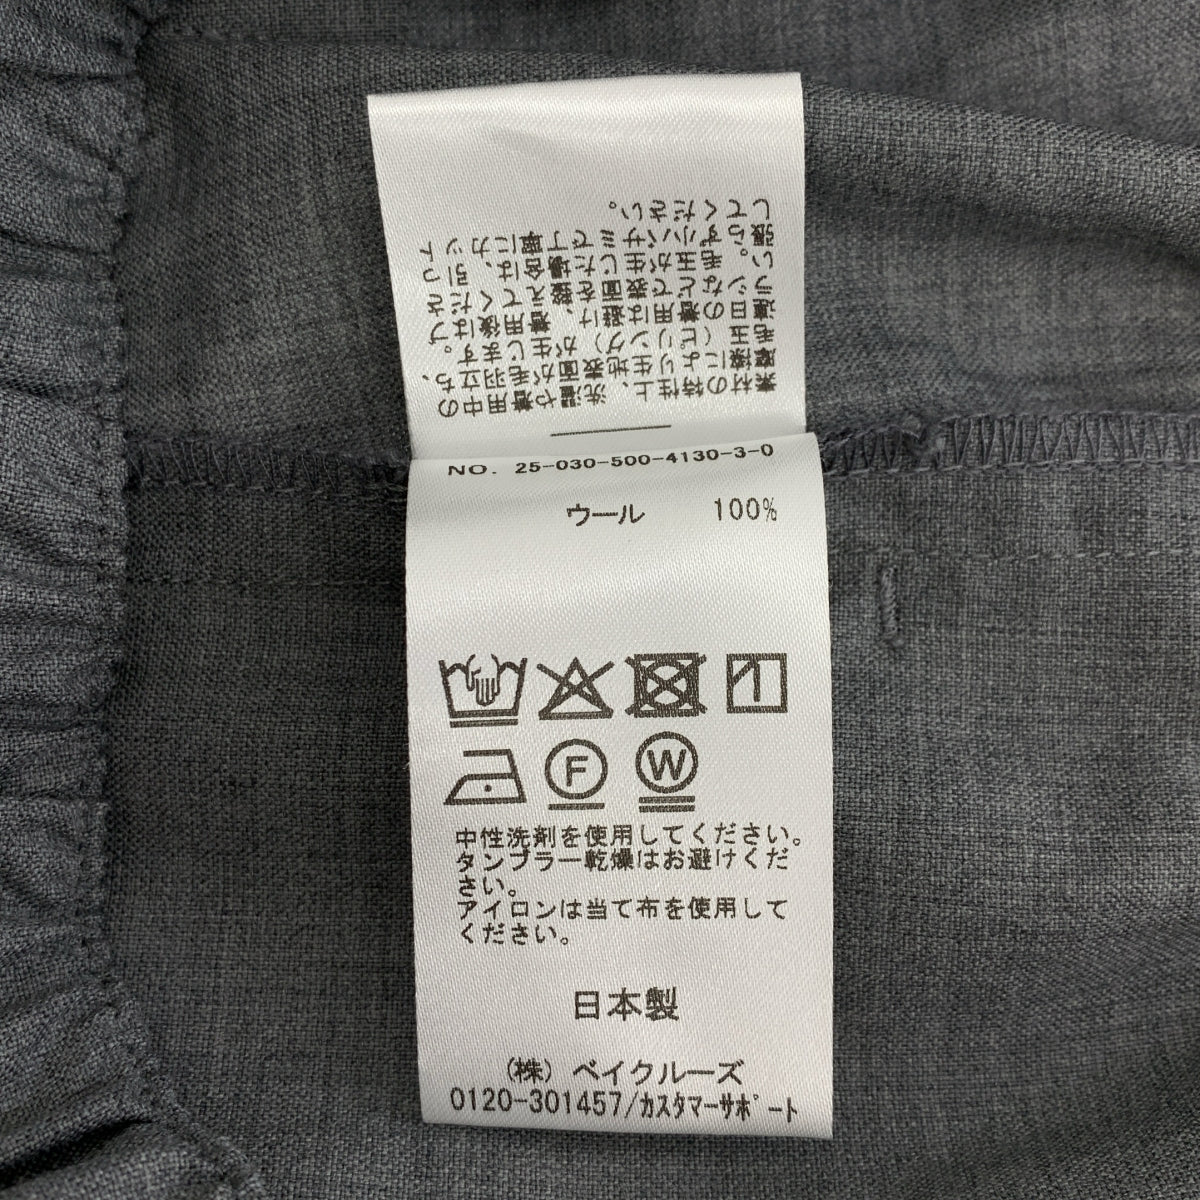 素材の特性上、洗濯や着用中の
摩擦により生地表面が毛羽立ち、
毛玉（ピリング）が生じます。
連日の着用は避け、着用後はブ
ラシなどで表面を整えてくださ
い。毛玉が生じた場合は、引っ
張らず小バサミで丁寧にカット
してください。
NO. 25-030-500-4130-3-0
ウール 100%
F W
中性洗剤を使用してください。
タンブラー乾燥はお避けくだ
さい。
アイロンは当て布を使用して
ください。
日本製
(株) ベイクルーズ
0120-301457/ｶｽﾀﾏｰｻﾎﾟｰﾄ